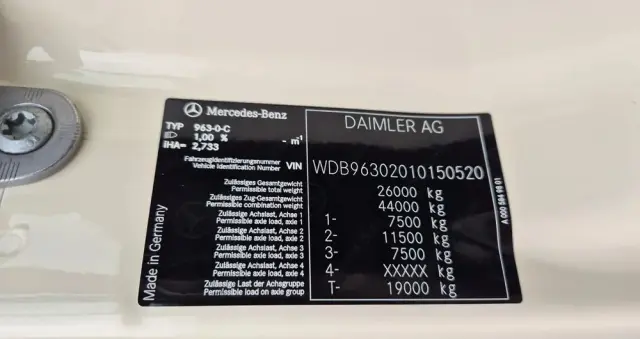 Mercedes-Benz
TYP 963-0-C
1,00 % - m¹
iHA= 2,733
DAIMLER AG
Fahrzeugidentifizierungsnummer
Vehicle Identification Number VIN
WDB96302010150520
Zulässiges Gesamtgewicht
Permissible total weight
26000 kg
Zulässiges Zug-Gesamtgewicht
Permissible combination weight
44000 kg
Zulässige Achslast, Achse 1
Permissible axle load, axle 1
1- 7500 kg
Zulässige Achslast, Achse 2
Permissible axle load, axle 2
2- 11500 kg
Zulässige Achslast, Achse 3
Permissible axle load, axle 3
3- 7500 kg
Zulässige Achslast, Achse 4
Permissible axle load, axle 4
4- XXXXX kg
Zulässige Last der Achsgruppe
Permissible load on axle group
T- 19000 kg
Made in Germany